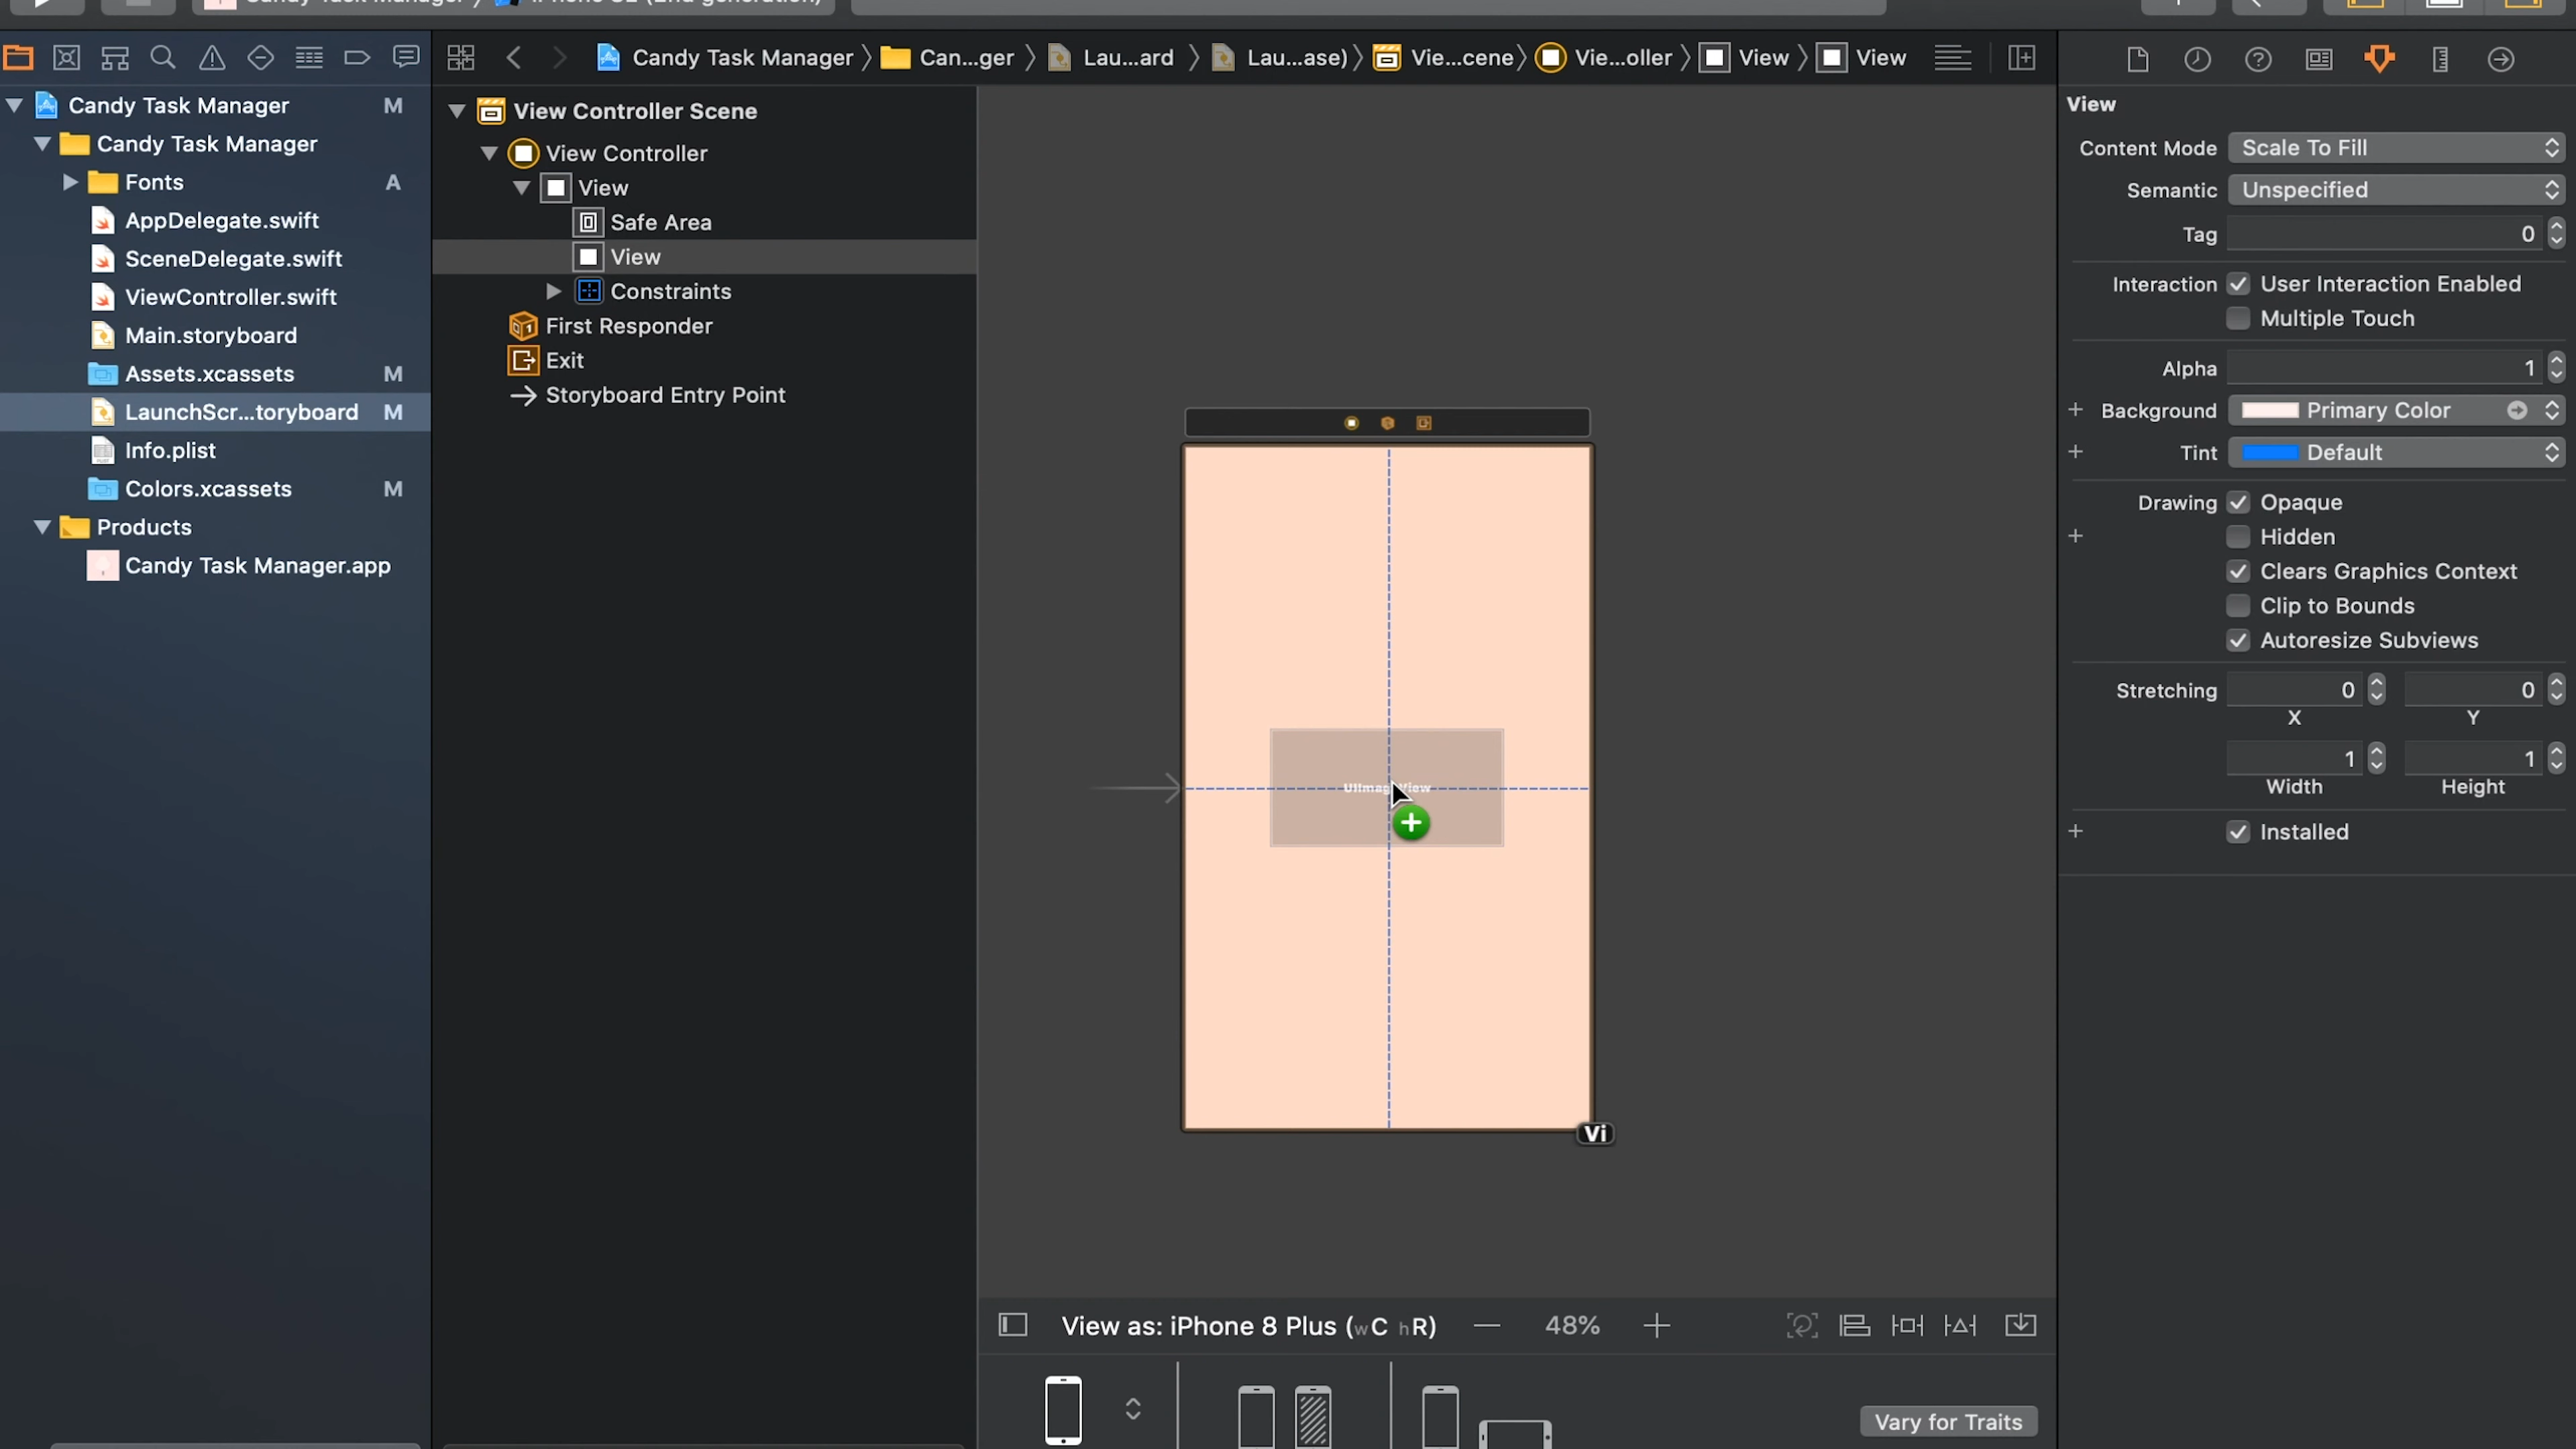 Candy Task Manager 〉 Can...ger 〉 Lau...ard 〉 Lau...ase) 〉 Vie...cene 〉 Vie...oller 〉 View 〉 View
Candy Task Manager M
Candy Task Manager
Fonts A
AppDelegate.swift
SceneDelegate.swift
ViewController.swift
Main.storyboard
Assets.xcassets M
LaunchScr...toryboard M
Info.plist
Colors.xcassets M
Products
Candy Task Manager.app
View Controller Scene
View Controller
View
Safe Area
View
Constraints
First Responder
Exit
Storyboard Entry Point
Vi
View as: iPhone 8 Plus (wC hR)
48%
Vary for Traits
View
Content Mode Scale To Fill
Semantic Unspecified
Tag 0
Interaction User Interaction Enabled
Multiple Touch
Alpha 1
+ Background Primary Color
+ Tint Default
Drawing Opaque
+ Hidden
Clears Graphics Context
Clip to Bounds
Autoresize Subviews
Stretching 0 0
X Y
1 1
Width Height
+ Installed